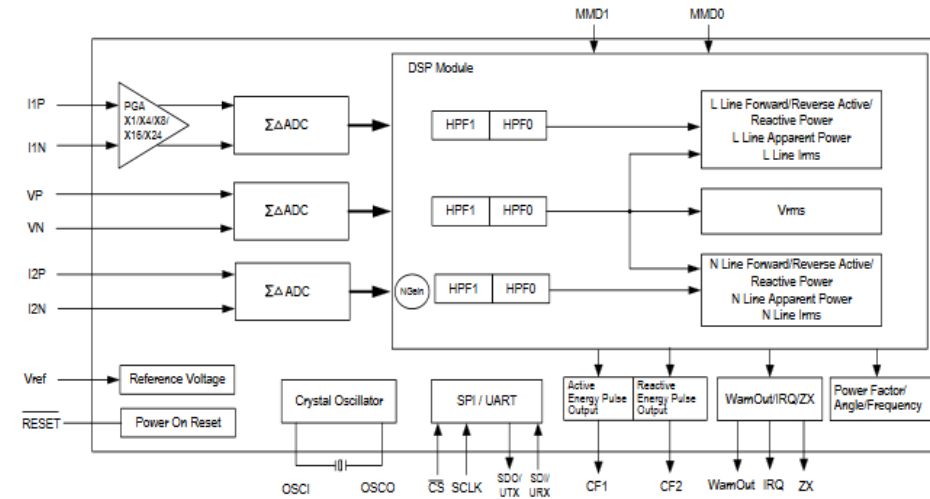 MMD1
MMD0
DSP Module
I1P
I1N
PGA
X1/X4/X8/
X16/X24
ΣΔADC
HPF1
HPF0
L Line Forward/Reverse Active/
Reactive Power
L Line Apparent Power
L Line Irms
VP
VN
ΣΔADC
HPF1
HPF0
Vrms
I2P
I2N
ΣΔADC
NGain
HPF1
HPF0
N Line Forward/Reverse Active/
Reactive Power
N Line Apparent Power
N Line Irms
Vref
Reference Voltage
RESET
Power On Reset
Crystal Oscillator
SPI / UART
Active
Energy Pulse
Output
Reactive
Energy Pulse
Output
WarnOut/IRQ/ZX
Power Factor/
Angle/Frequency
OSCI
OSCO
CS
SCLK
SDO/
UTX
SDI/
URX
CF1
CF2
WarnOut
IRQ
ZX